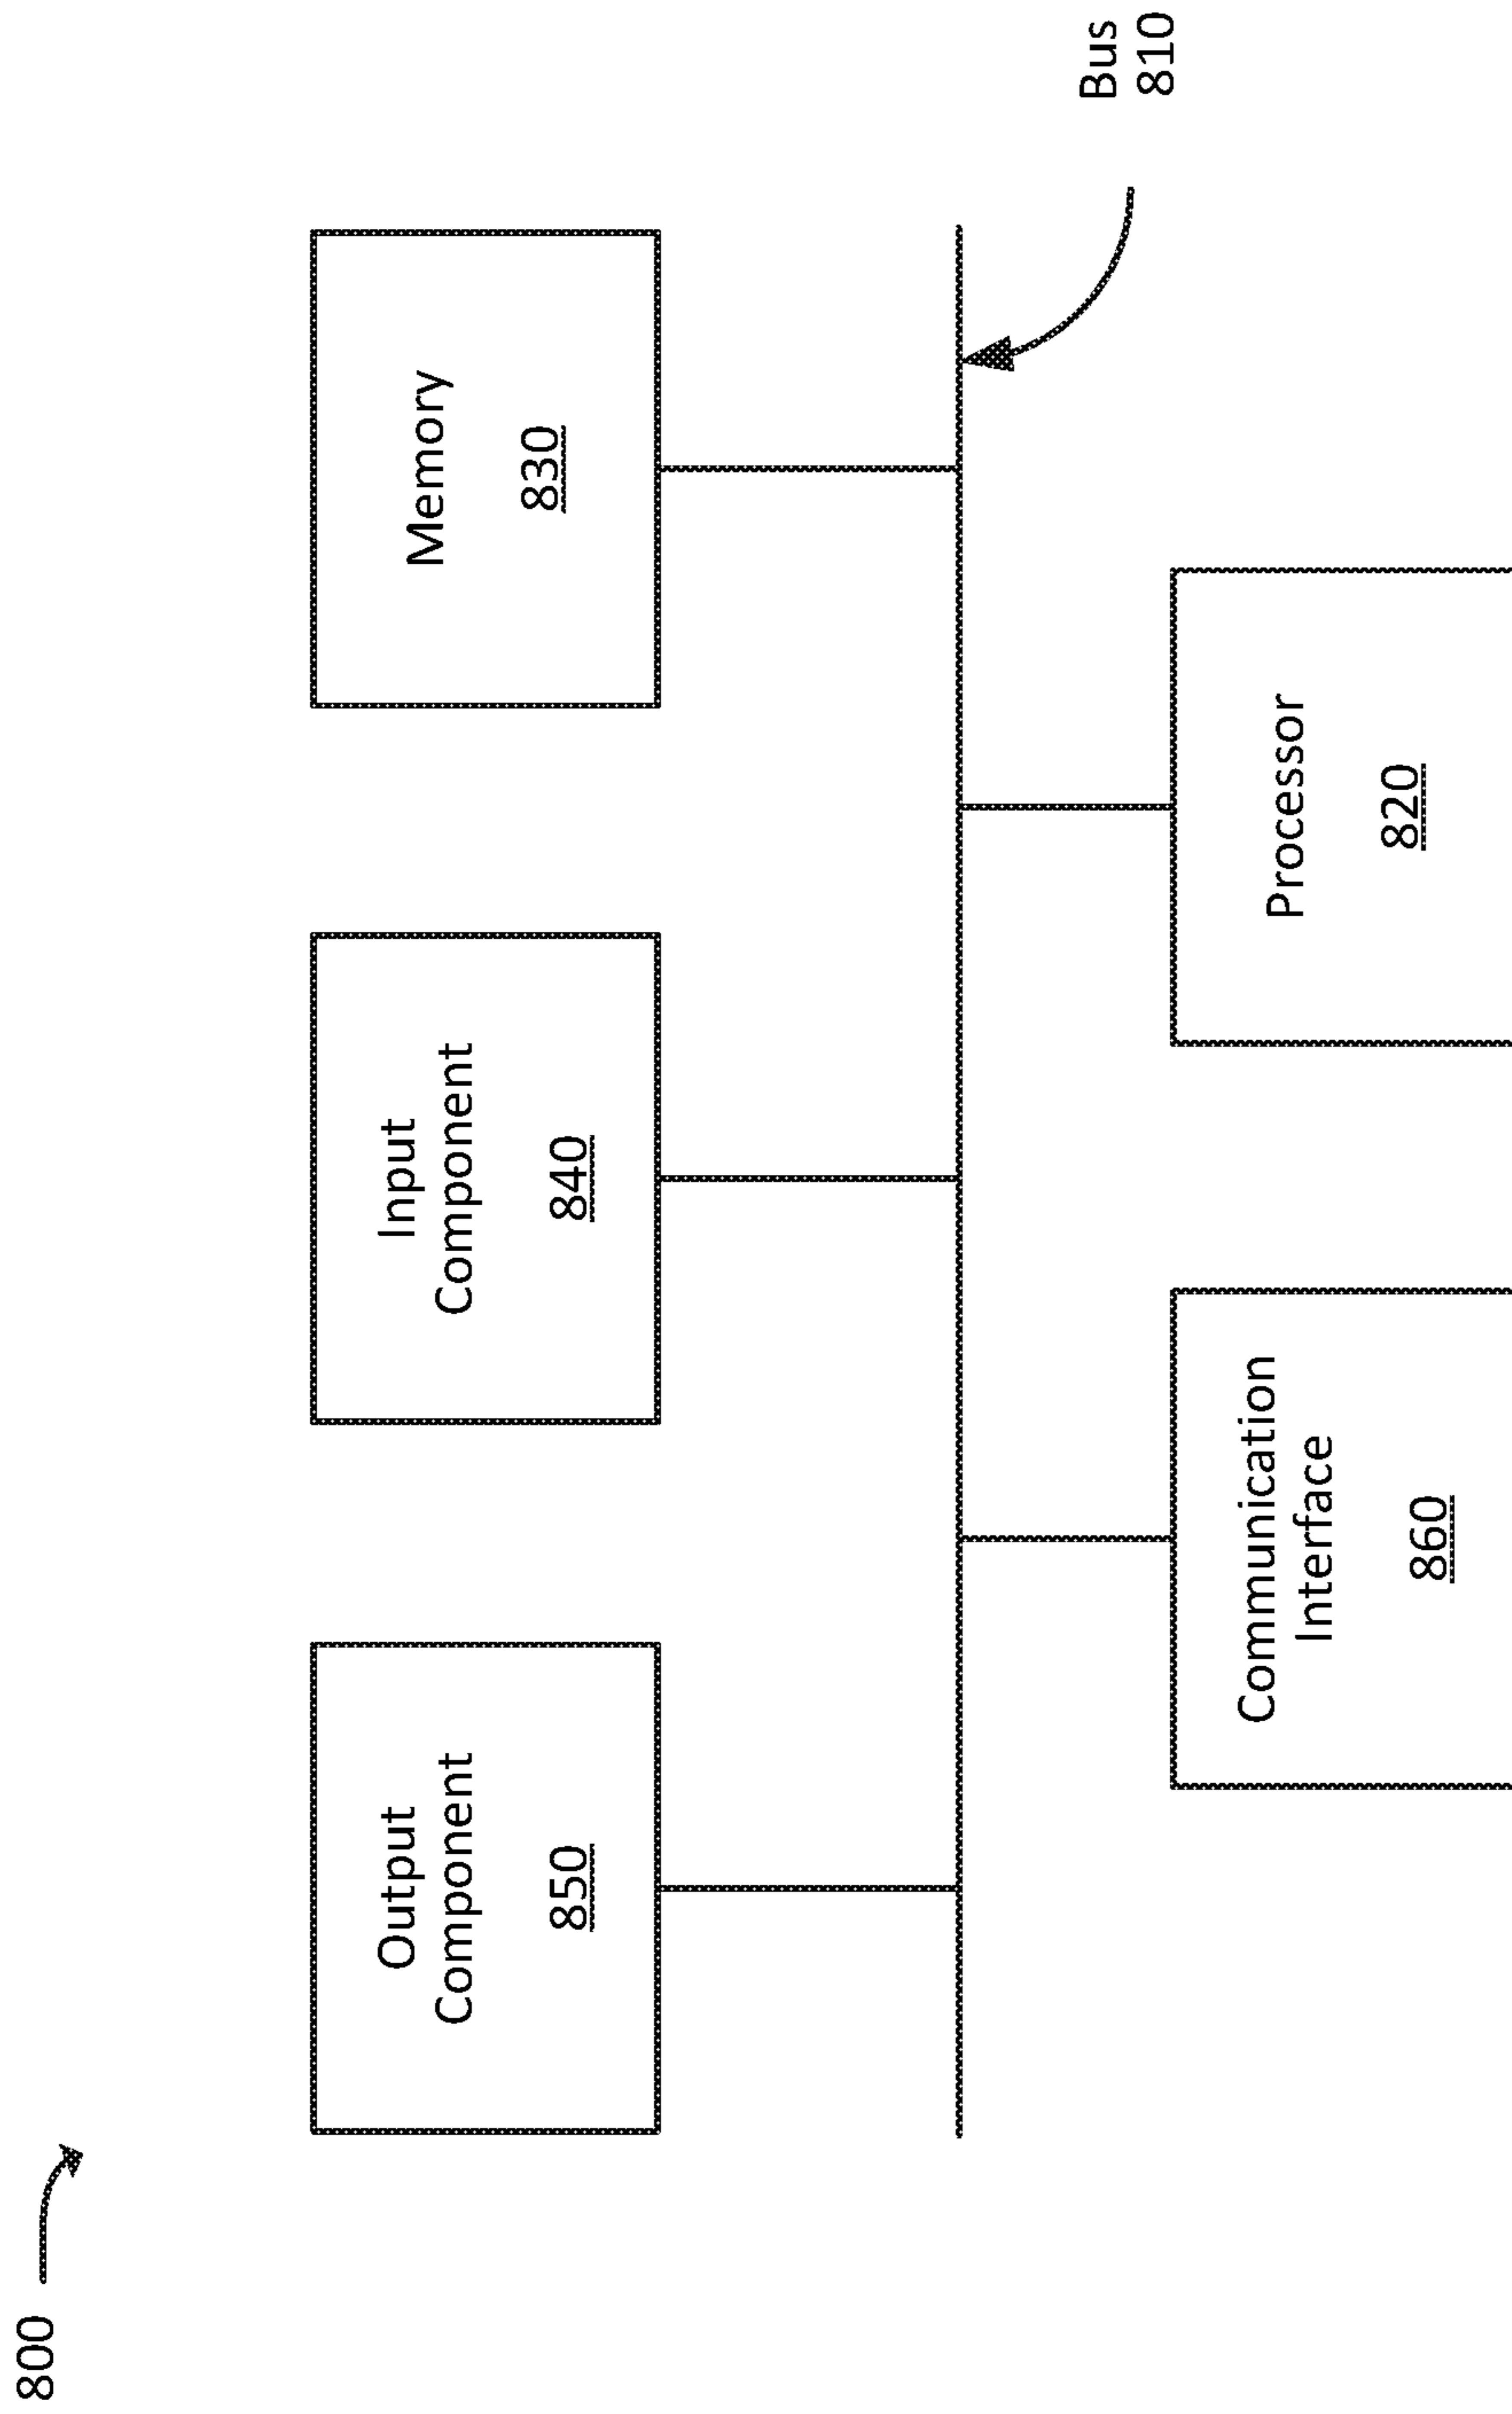 800
Output
Component
850
Input
Component
840
Memory
830
Bus
810
Communication
Interface
860
Processor
820